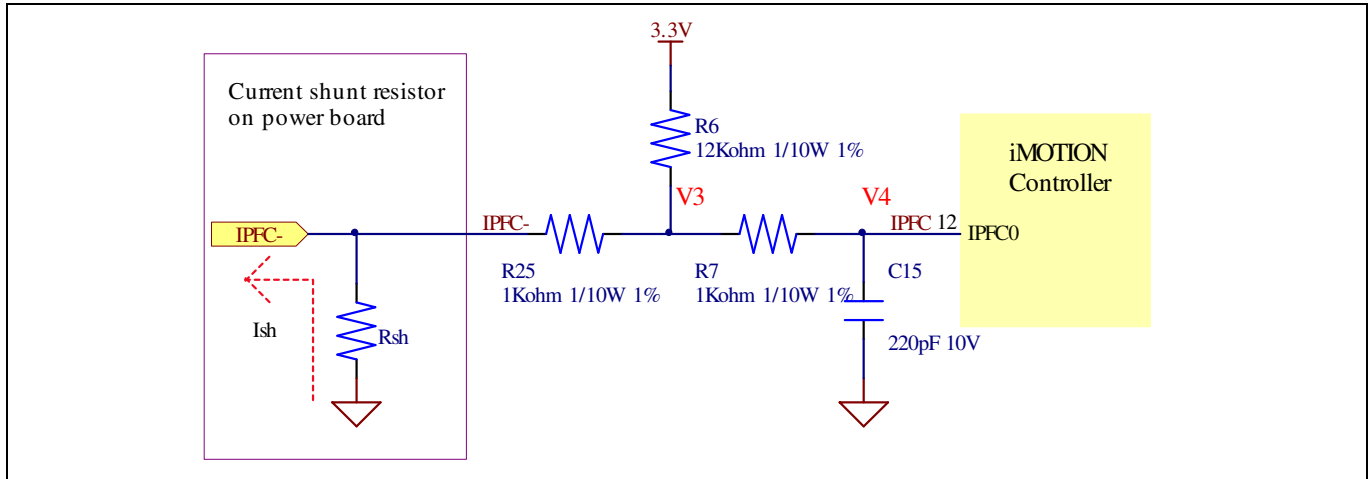 3.3V
Current shunt resistor
on power board
R6
12Kohm 1/10W 1%
iMOTION
Controller
V3
V4
IPFC-
IPFC-
IPFC 12
IPFC0
R25
1Kohm 1/10W 1%
R7
1Kohm 1/10W 1%
C15
220pF 10V
Ish
Rsh